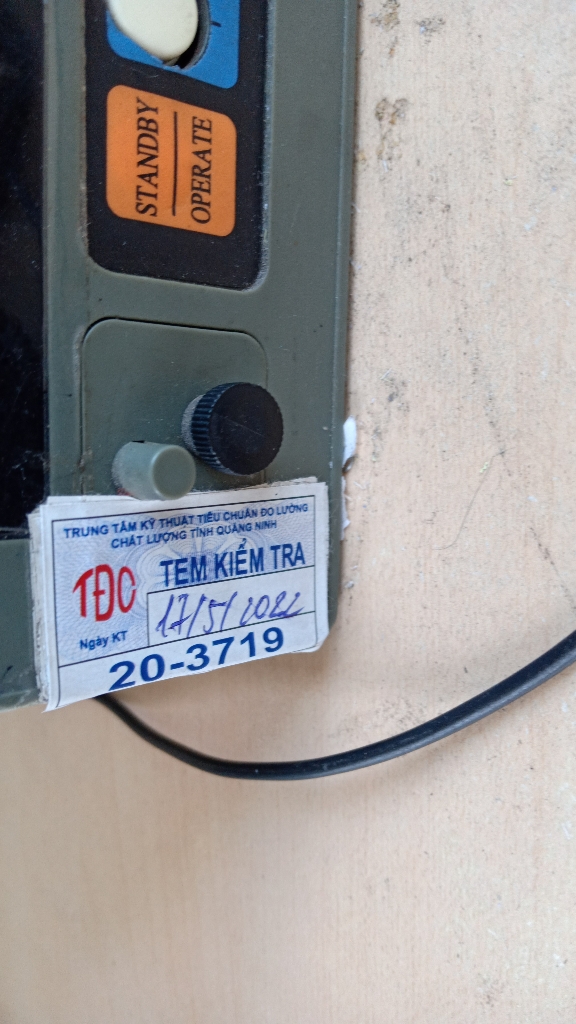 STANDBY
OPERATE
TRUNG TÂM KỸ THUẬT TIÊU CHUẨN ĐO LƯỜNG
CHẤT LƯỢNG TỈNH QUẢNG NINH
TĐC
TEM KIỂM TRA
17/5/2022
Ngày KT
20-3719